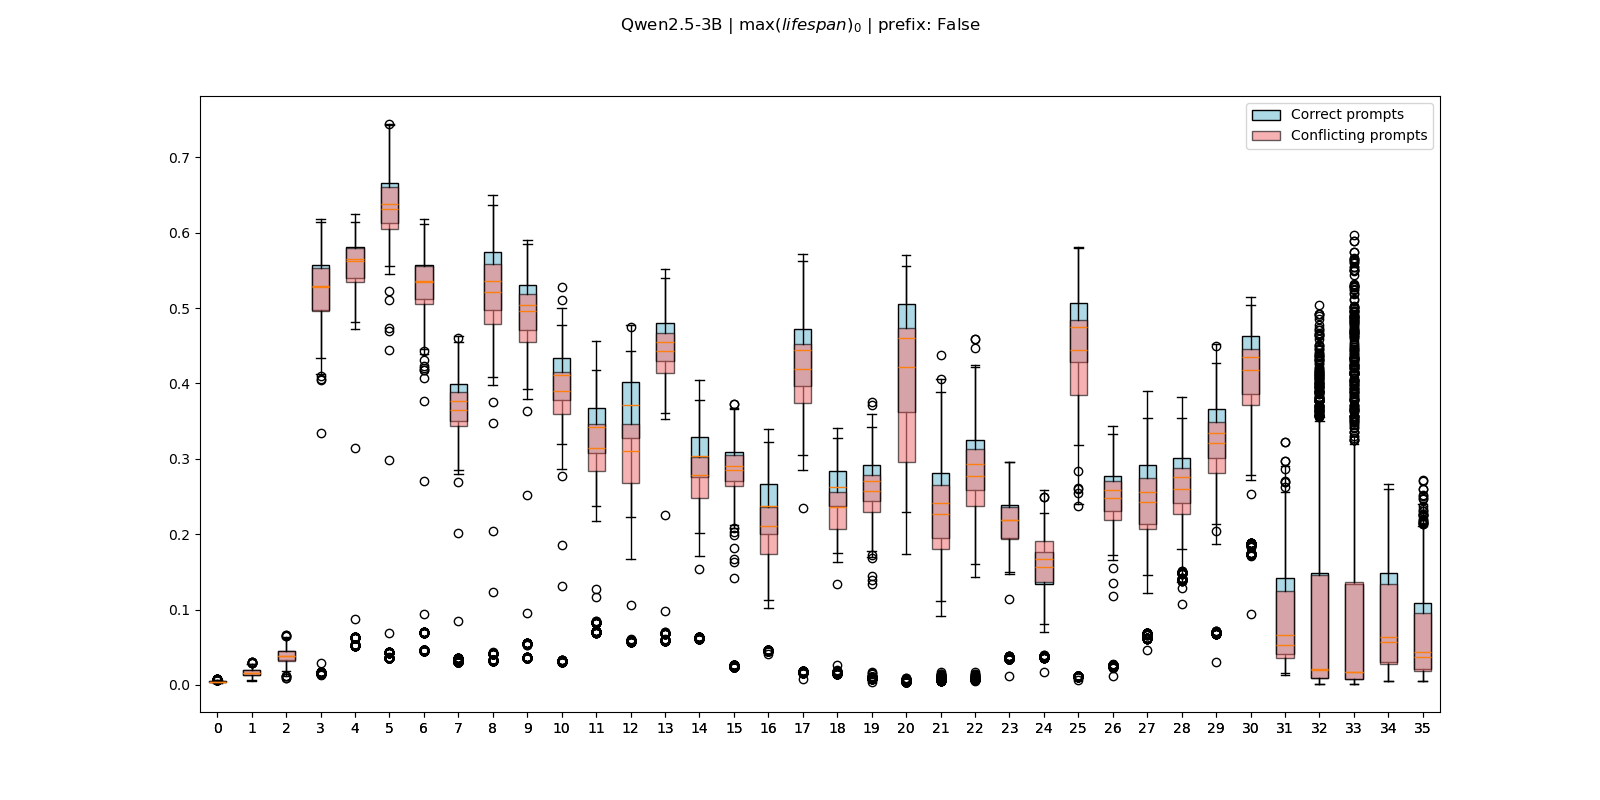 Qwen2.5-3B | max(lifespan)₀ | prefix: False
Correct prompts
Conflicting prompts
0.7
0.6
0.5
0.4
0.3
0.2
0.1
0.0
0 1 2 3 4 5 6 7 8 9 10 11 12 13 14 15 16 17 18 19 20 21 22 23 24 25 26 27 28 29 30 31 32 33 34 35